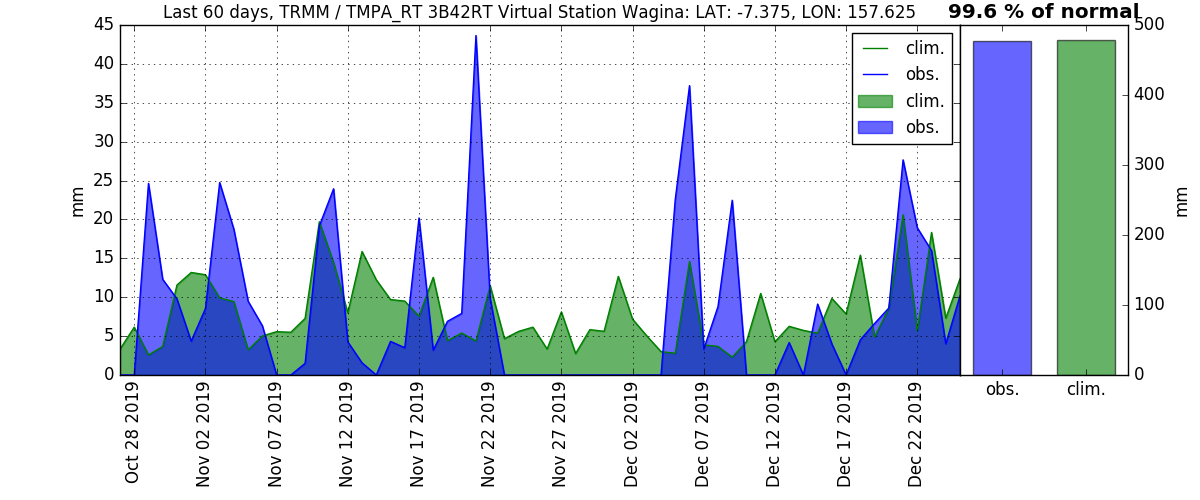 Last 60 days, TRMM / TMPA_RT 3B42RT Virtual Station Wagina: LAT: -7.375, LON: 157.625
99.6 % of normal
45
40
35
30
25
20
15
10
5
0
mm
clim.
obs.
clim.
obs.
500
400
300
200
100
0
mm
obs.
clim.
Oct 28 2019
Nov 02 2019
Nov 07 2019
Nov 12 2019
Nov 17 2019
Nov 22 2019
Nov 27 2019
Dec 02 2019
Dec 07 2019
Dec 12 2019
Dec 17 2019
Dec 22 2019